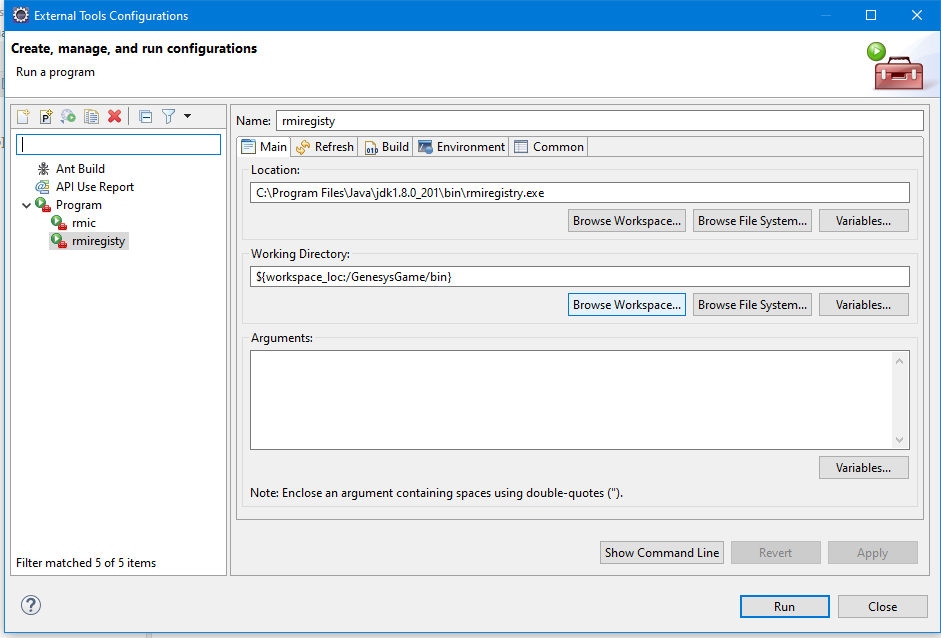 External Tools Configurations
Create, manage, and run configurations
Run a program
Name: rmiregisty
Main Refresh Build Environment Common
Ant Build
API Use Report
Program
rmic
rmiregisty
Filter matched 5 of 5 items
Location:
C:\Program Files\Java\jdk1.8.0_201\bin\rmiregistry.exe
Browse Workspace... Browse File System... Variables...
Working Directory:
${workspace_loc:/GenesysGame/bin}
Browse Workspace... Browse File System... Variables...
Arguments:
Variables...
Note: Enclose an argument containing spaces using double-quotes (").
Show Command Line Revert Apply
Run Close